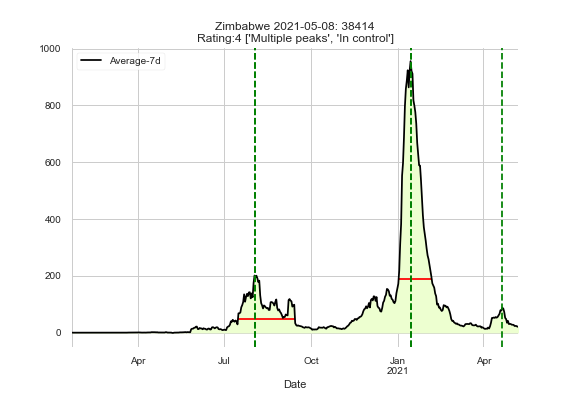 Zimbabwe 2021-05-08: 38414
Rating:4 ['Multiple peaks', 'In control']
Average-7d
1000
800
600
400
200
0
Apr
Jul
Oct
Jan
2021
Apr
Date